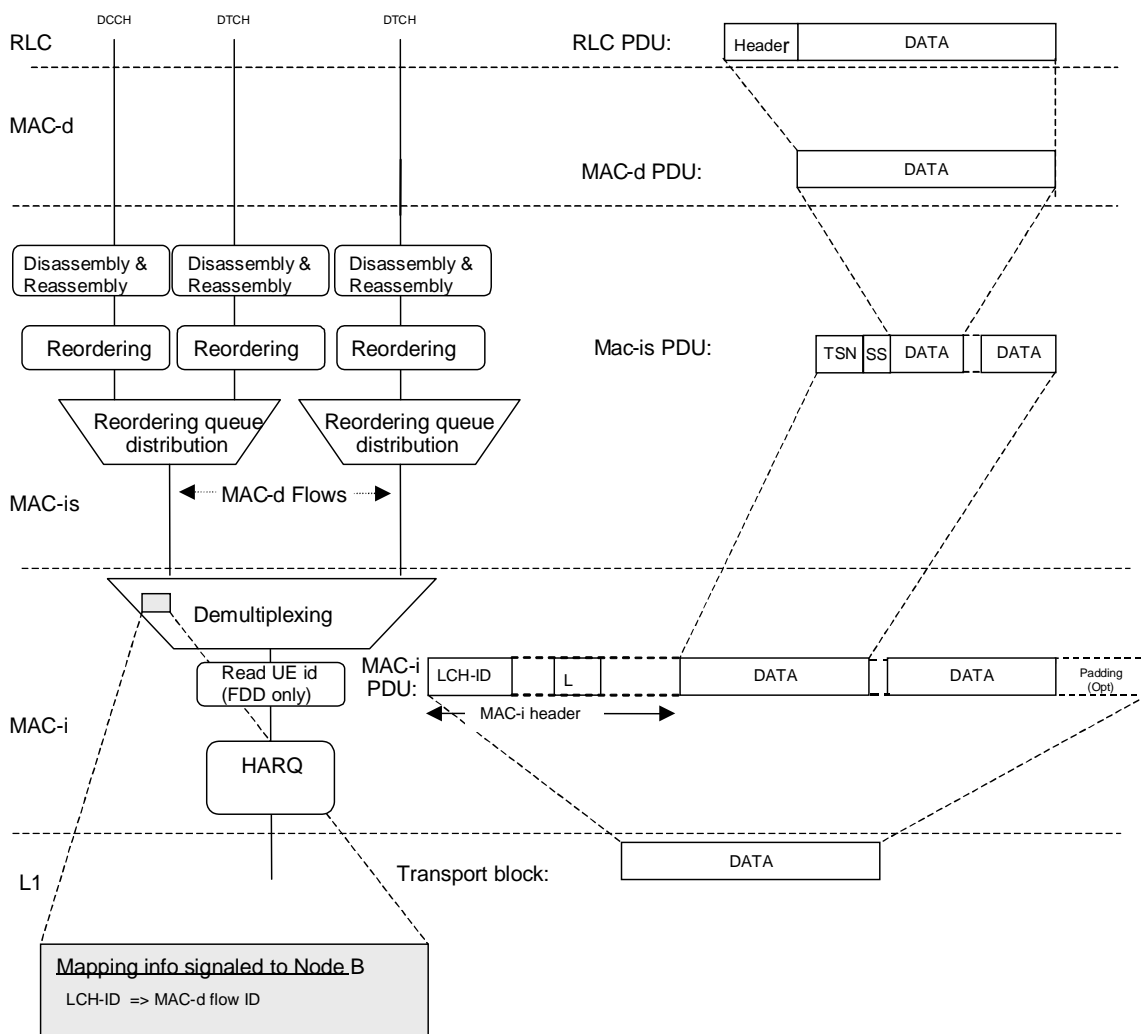 DCCH
DTCH
DTCH
RLC
RLC PDU:
Header
DATA
MAC-d
MAC-d PDU:
DATA
Disassembly &
Reassembly
Disassembly &
Reassembly
Disassembly &
Reassembly
Reordering
Reordering
Reordering
Mac-is PDU:
TSN
SS
DATA
DATA
Reordering queue
distribution
Reordering queue
distribution
MAC-d Flows
MAC-is
Demultiplexing
Read UE id
(FDD only)
MAC-i
PDU:
LCH-ID
L
DATA
DATA
Padding
(Opt)
MAC-i header
MAC-i
HARQ
L1
Transport block:
DATA
Mapping info signaled to Node B
LCH-ID => MAC-d flow ID